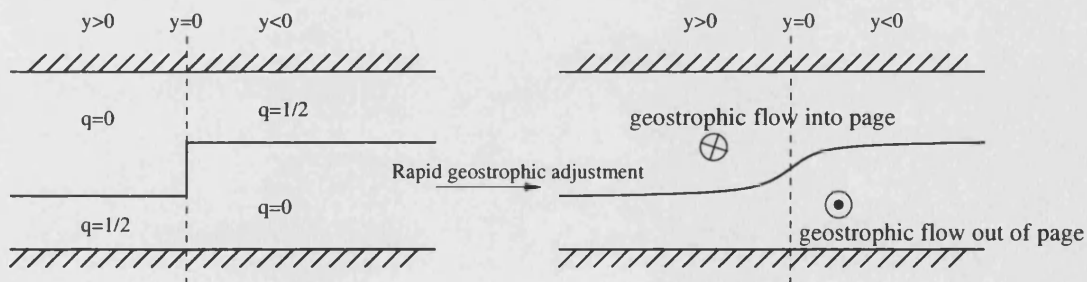 y>0 y=0 y<0
q=0
q=1/2
q=1/2
q=0
Rapid geostrophic adjustment
y>0 y=0 y<0
geostrophic flow into page
geostrophic flow out of page